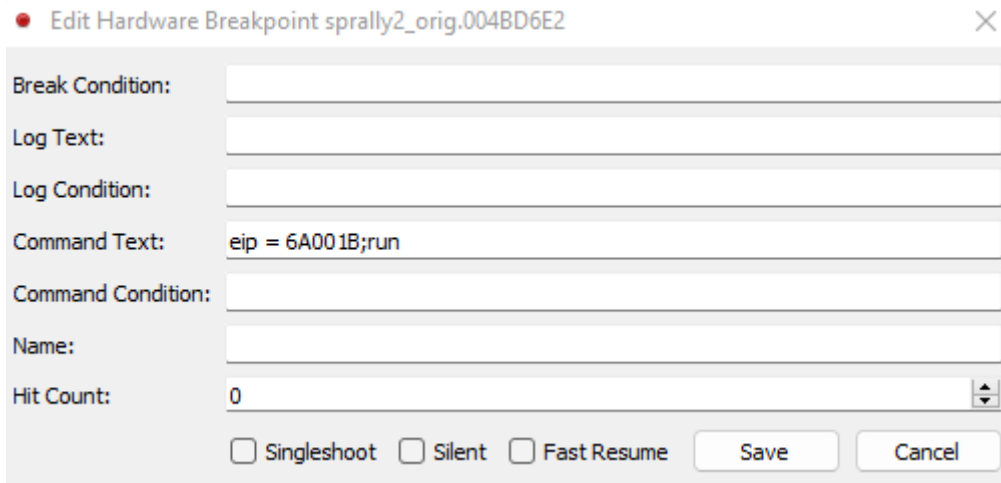 Edit Hardware Breakpoint sprally2_orig.004BD6E2
Break Condition:
Log Text:
Log Condition:
Command Text: eip = 6A001B;run
Command Condition:
Name:
Hit Count: 0
Singleshoot Silent Fast Resume Save Cancel